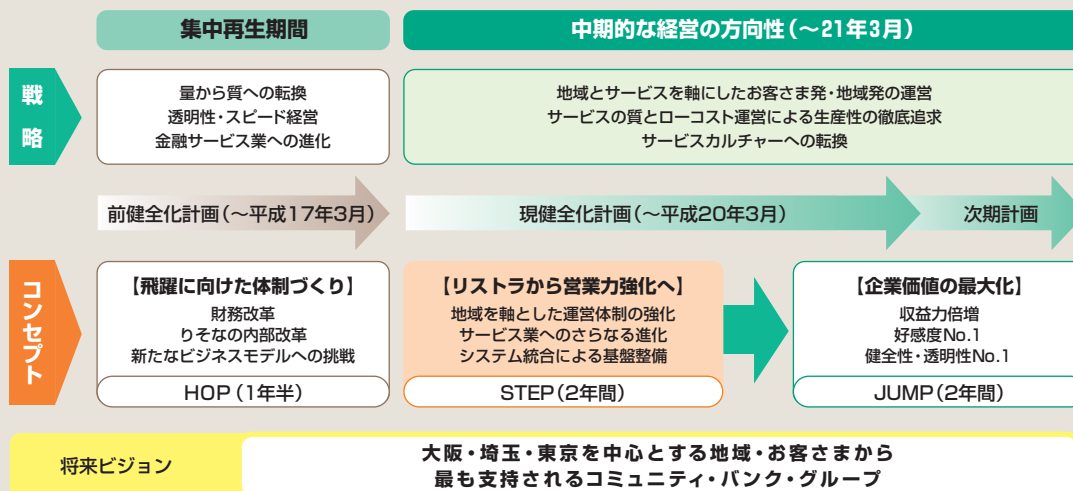 集中再生期間
中期的な経営の方向性(～21年3月)
戦略
量から質への転換
透明性・スピード経営
金融サービス業への進化
地域とサービスを軸にしたお客さま発・地域発の運営
サービスの質とローコスト運営による生産性の徹底追求
サービスカルチャーへの転換
前健全化計画(～平成17年3月)
現健全化計画(～平成20年3月)
次期計画
コンセプト
【飛躍に向けた体制づくり】
財務改革
りそなの内部改革
新たなビジネスモデルへの挑戦
HOP(1年半)
【リストラから営業力強化へ】
地域を軸とした運営体制の強化
サービス業へのさらなる進化
システム統合による基盤整備
STEP(2年間)
【企業価値の最大化】
収益力倍増
好感度No.1
健全性・透明性No.1
JUMP(2年間)
将来ビジョン
大阪・埼玉・東京を中心とする地域・お客さまから
最も支持されるコミュニティ・バンク・グループ